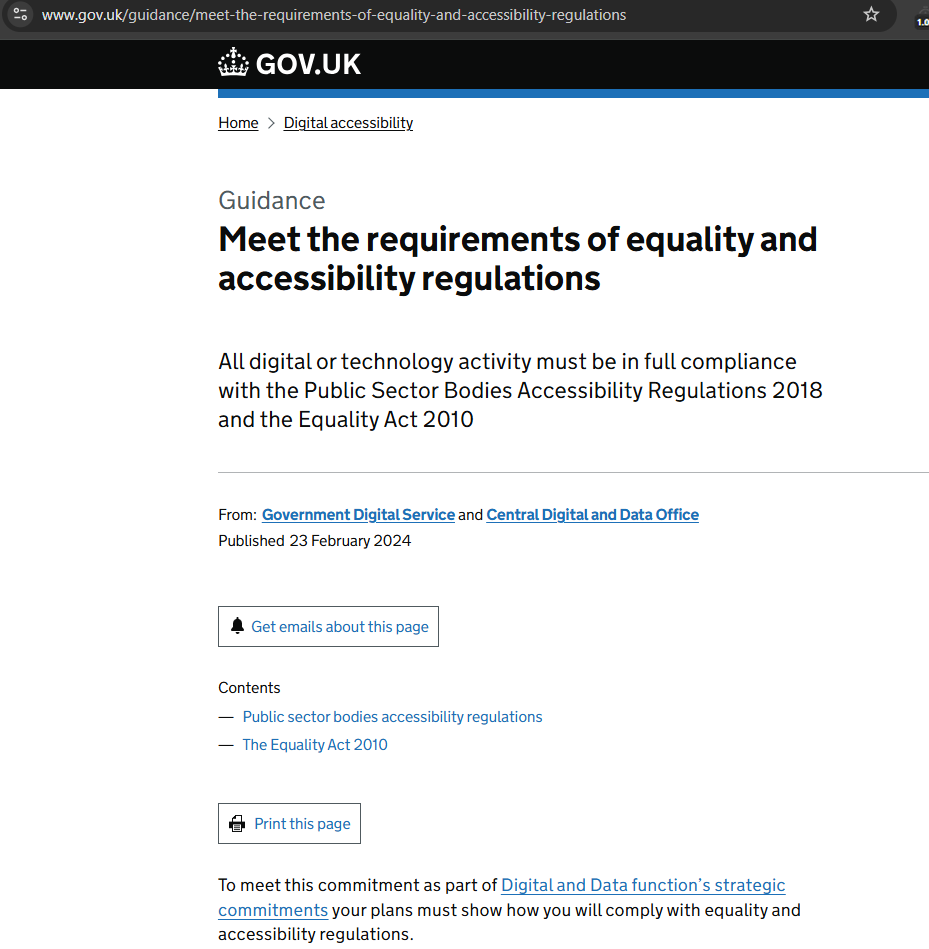 www.gov.uk/guidance/meet-the-requirements-of-equality-and-accessibility-regulations
1.0
GOV.UK
Home > Digital accessibility
Guidance
Meet the requirements of equality and
accessibility regulations
All digital or technology activity must be in full compliance
with the Public Sector Bodies Accessibility Regulations 2018
and the Equality Act 2010
From: Government Digital Service and Central Digital and Data Office
Published 23 February 2024
Get emails about this page
Contents
— Public sector bodies accessibility regulations
— The Equality Act 2010
Print this page
To meet this commitment as part of Digital and Data function’s strategic
commitments your plans must show how you will comply with equality and
accessibility regulations.